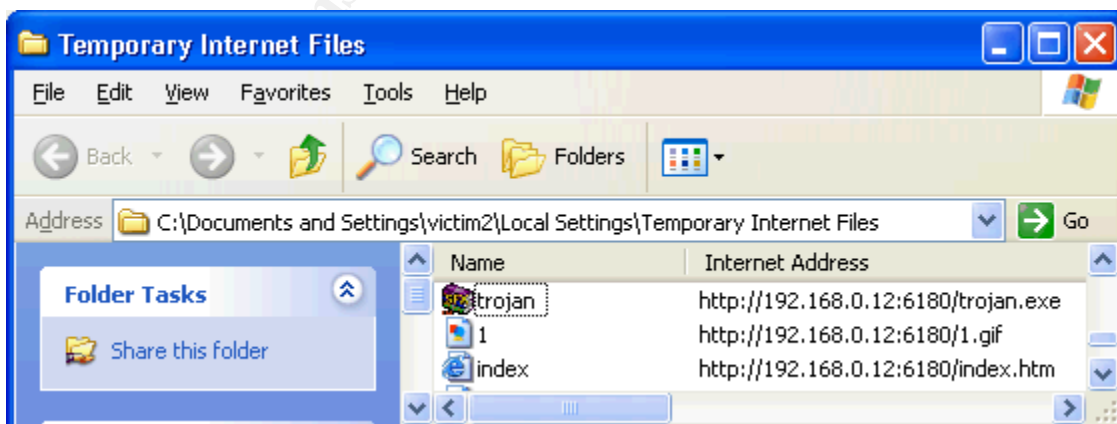 Temporary Internet Files
File Edit View Favorites Tools Help
Back Search Folders
Address C:\Documents and Settings\victim2\Local Settings\Temporary Internet Files Go
Name Internet Address
Folder Tasks
trojan http://192.168.0.12:6180/trojan.exe
1 http://192.168.0.12:6180/1.gif
Share this folder
index http://192.168.0.12:6180/index.htm